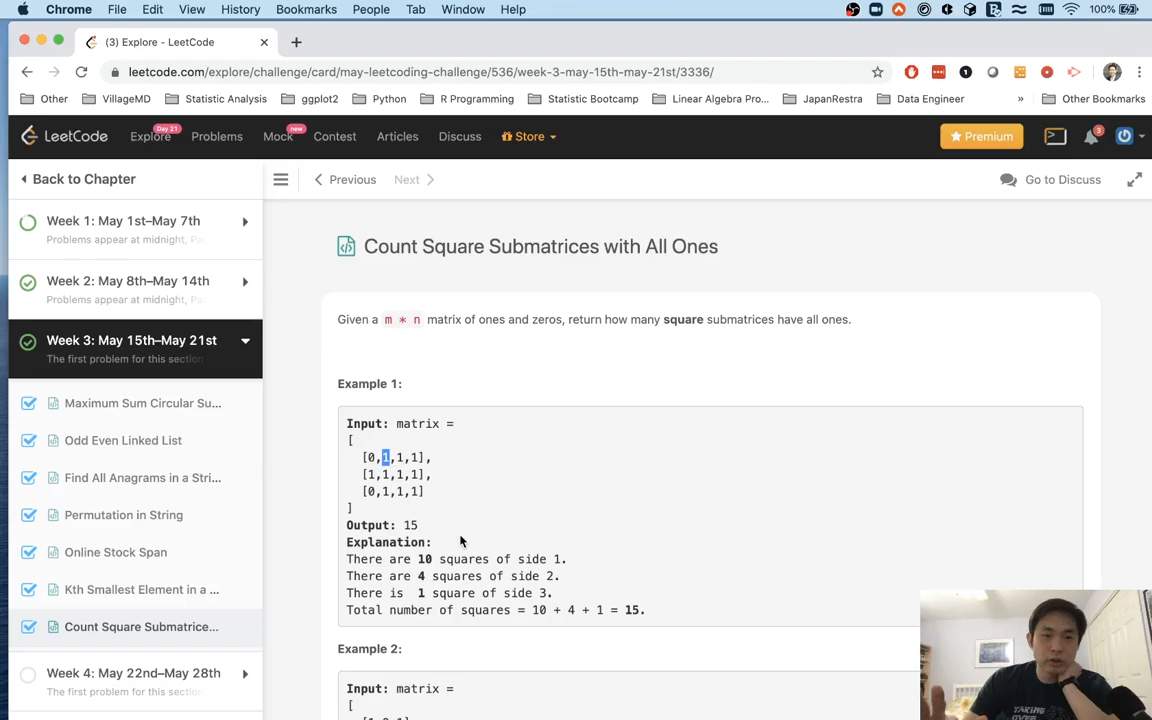 Chrome File Edit View History Bookmarks People Tab Window Help 100%
(3) Explore - LeetCode
leetcode.com/explore/challenge/card/may-leetcoding-challenge/536/week-3-may-15th-may-21st/3336/
Other VillageMD Statistic Analysis ggplot2 Python R Programming Statistic Bootcamp Linear Algebra Pro... JapanRestra Data Engineer » Other Bookmarks
LeetCode Explore Day 21 Problems Mock new Contest Articles Discuss Store Premium 3
Back to Chapter
Previous Next Go to Discuss
Week 1: May 1st–May 7th
Problems appear at midnight, Pa
Week 2: May 8th–May 14th
Problems appear at midnight, Pa
Week 3: May 15th–May 21st
The first problem for this section
Maximum Sum Circular Su...
Odd Even Linked List
Find All Anagrams in a Stri...
Permutation in String
Online Stock Span
Kth Smallest Element in a ...
Count Square Submatrice...
Week 4: May 22nd–May 28th
The first problem for this section
Count Square Submatrices with All Ones
Given a m * n matrix of ones and zeros, return how many square submatrices have all ones.
Example 1:
Input: matrix =
[
[0,1,1,1],
[1,1,1,1],
[0,1,1,1]
]
Output: 15
Explanation:
There are 10 squares of side 1.
There are 4 squares of side 2.
There is 1 square of side 3.
Total number of squares = 10 + 4 + 1 = 15.
Example 2:
Input: matrix =
[
TAKING
OVER